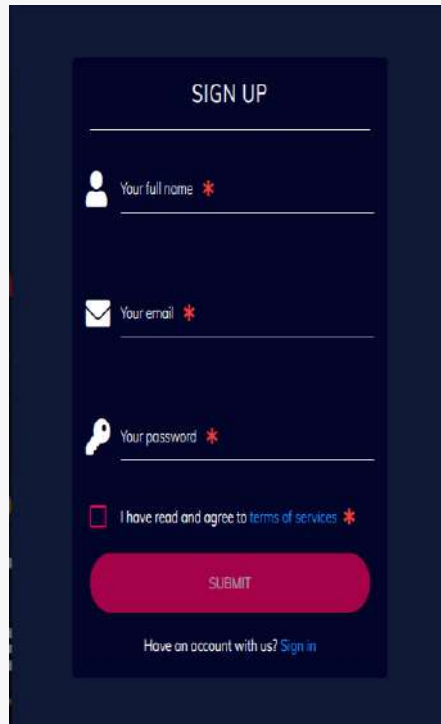 SIGN UP
Your full name *
Your email *
Your password *
I have read and agree to terms of services *
SUBMIT
Have an account with us? Sign in